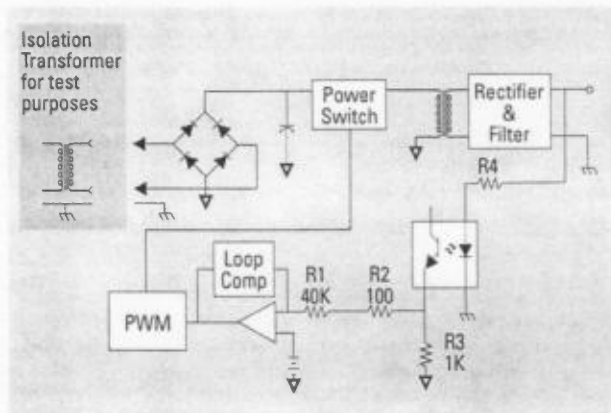 Isolation
Transformer
for test
purposes
Power
Switch
Rectifier
&
Filter
R4
Loop
Comp
R1
40K
R2
100
PWM
R3
1K